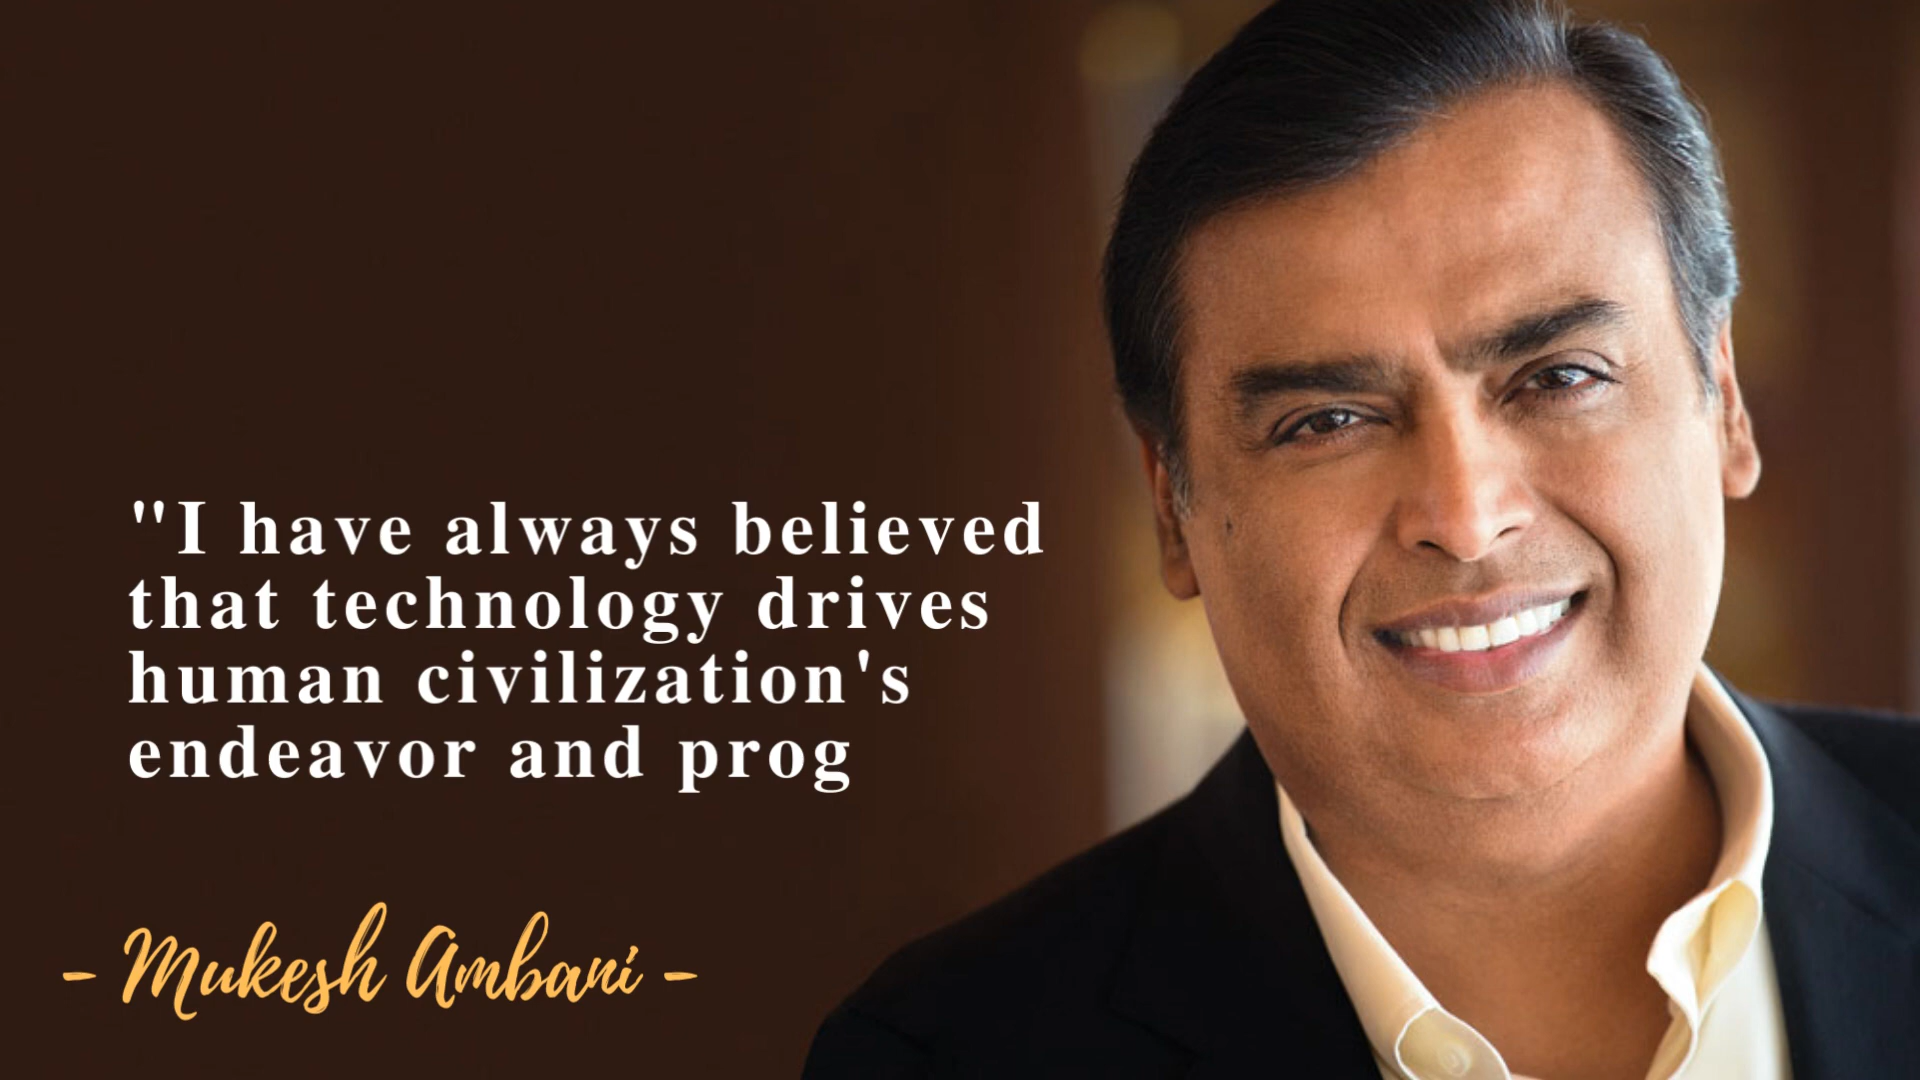 "I have always believed
that technology drives
human civilization's
endeavor and prog
- Mukesh Ambani -